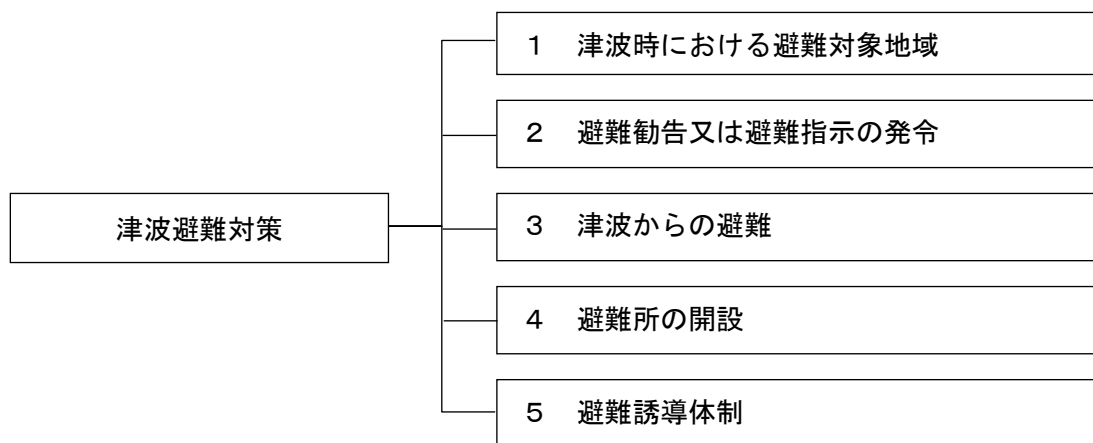 津波避難対策
１　津波時における避難対象地域
２　避難勧告又は避難指示の発令
３　津波からの避難
４　避難所の開設
５　避難誘導体制